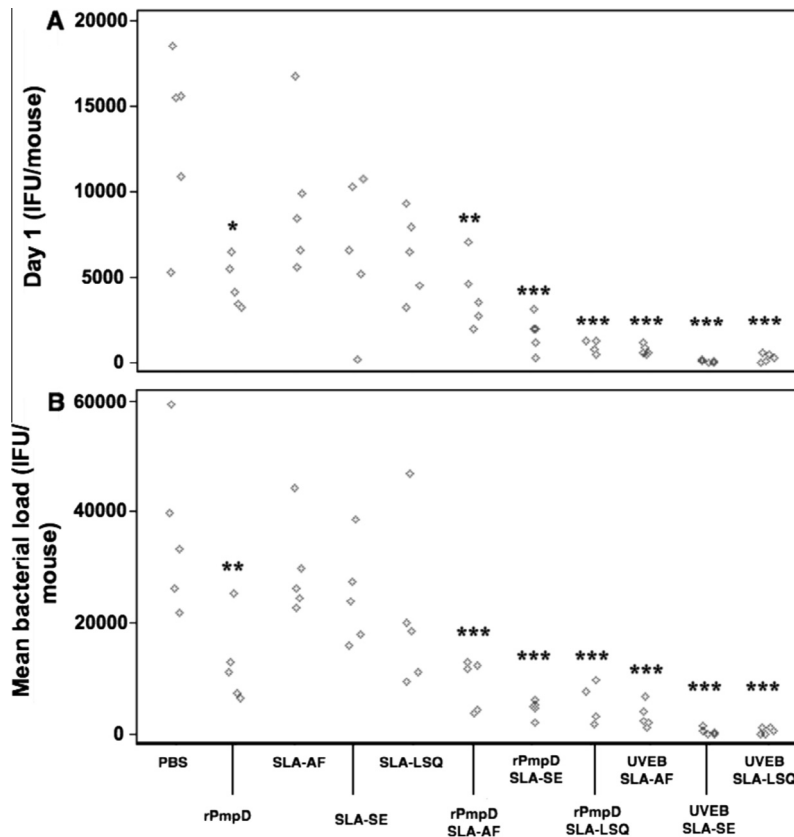 A
20000
15000
10000
5000
0
Day 1 (IFU/mouse)
*
**
***
***
***
***
***
B
60000
40000
20000
0
Mean bacterial load (IFU/
mouse)
**
***
***
***
***
***
***
PBS
rPmpD
SLA-AF
SLA-SE
SLA-LSQ
rPmpD
SLA-AF
rPmpD
SLA-SE
rPmpD
SLA-LSQ
UVEB
SLA-AF
UVEB
SLA-SE
UVEB
SLA-LSQ